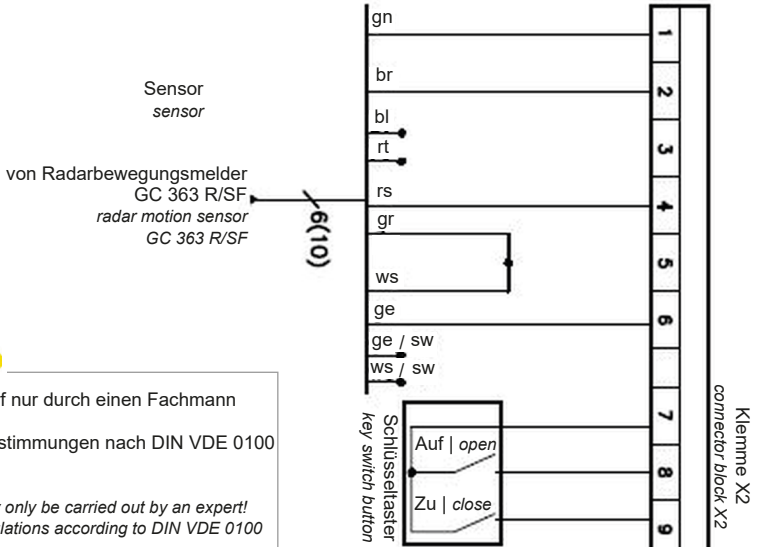 Sensor
sensor
von Radarbewegungsmelder
GC 363 R/SF
radar motion sensor
GC 363 R/SF
6(10)
gn
br
bl
rt
rs
gr
ws
ge
ge / sw
ws / sw
1
2
3
4
5
6
7
8
9
Klemme X2
connector block X2
Schlüsseltaster
key switch button
Auf | open
Zu | close
f nur durch einen Fachmann
stimmungen nach DIN VDE 0100
only be carried out by an expert!
lations according to DIN VDE 0100